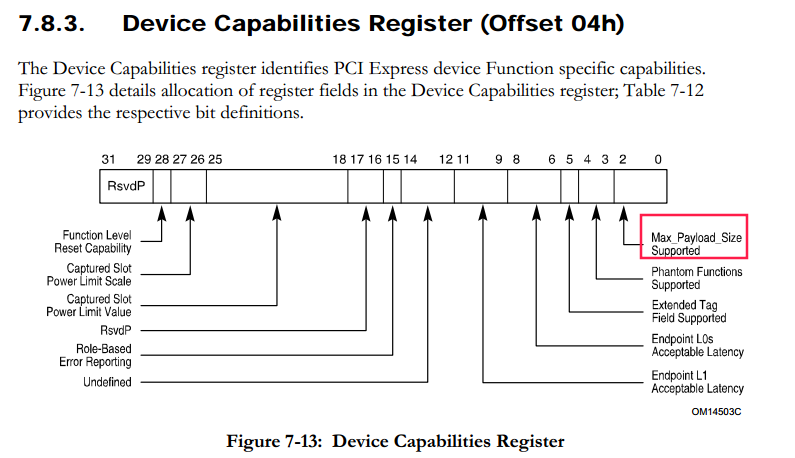 7.8.3. Device Capabilities Register (Offset 04h)
The Device Capabilities register identifies PCI Express device Function specific capabilities.
Figure 7-13 details allocation of register fields in the Device Capabilities register; Table 7-12
provides the respective bit definitions.
31 29 28 27 26 25 18 17 16 15 14 12 11 9 8 6 5 4 3 2 0
RsvdP
Function Level
Reset Capability
Captured Slot
Power Limit Scale
Captured Slot
Power Limit Value
RsvdP
Role-Based
Error Reporting
Undefined
Max_Payload_Size
Supported
Phantom Functions
Supported
Extended Tag
Field Supported
Endpoint L0s
Acceptable Latency
Endpoint L1
Acceptable Latency
OM14503C
Figure 7-13: Device Capabilities Register